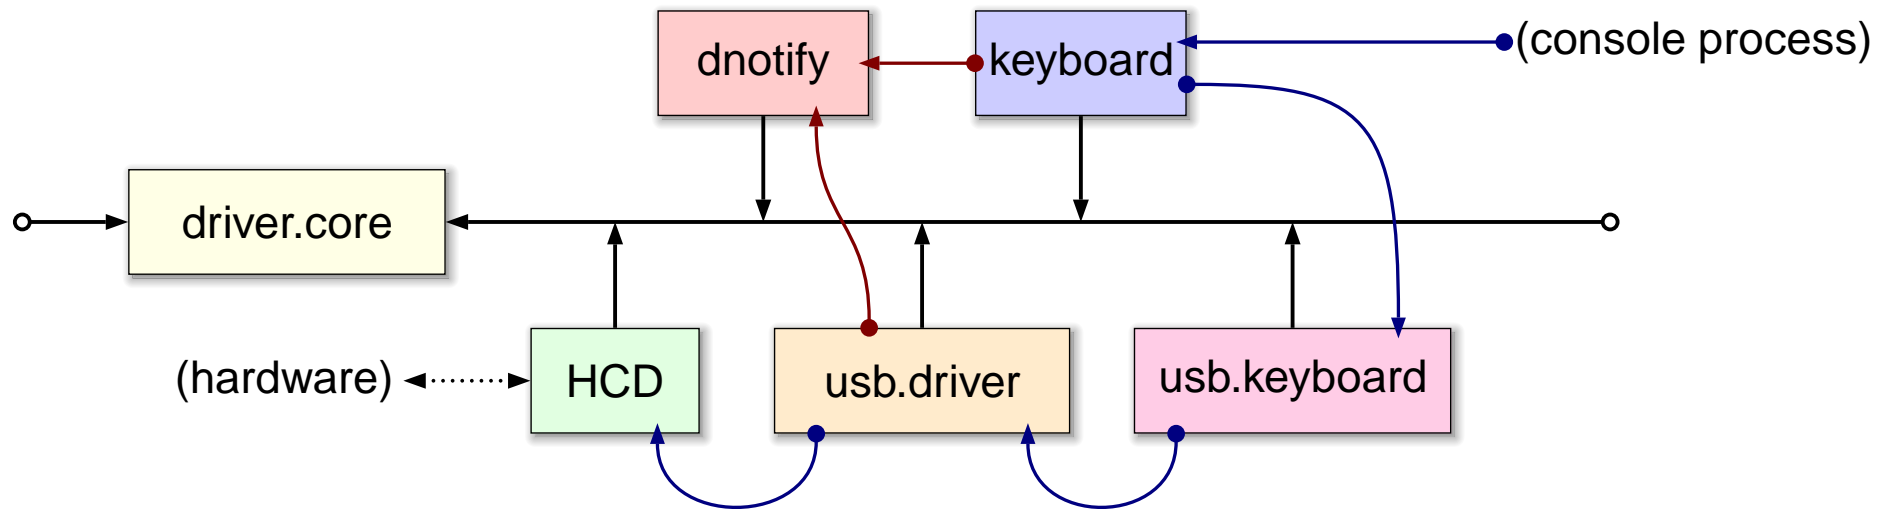 dnotify
keyboard
(console process)
driver.core
(hardware)
HCD
usb.driver
usb.keyboard